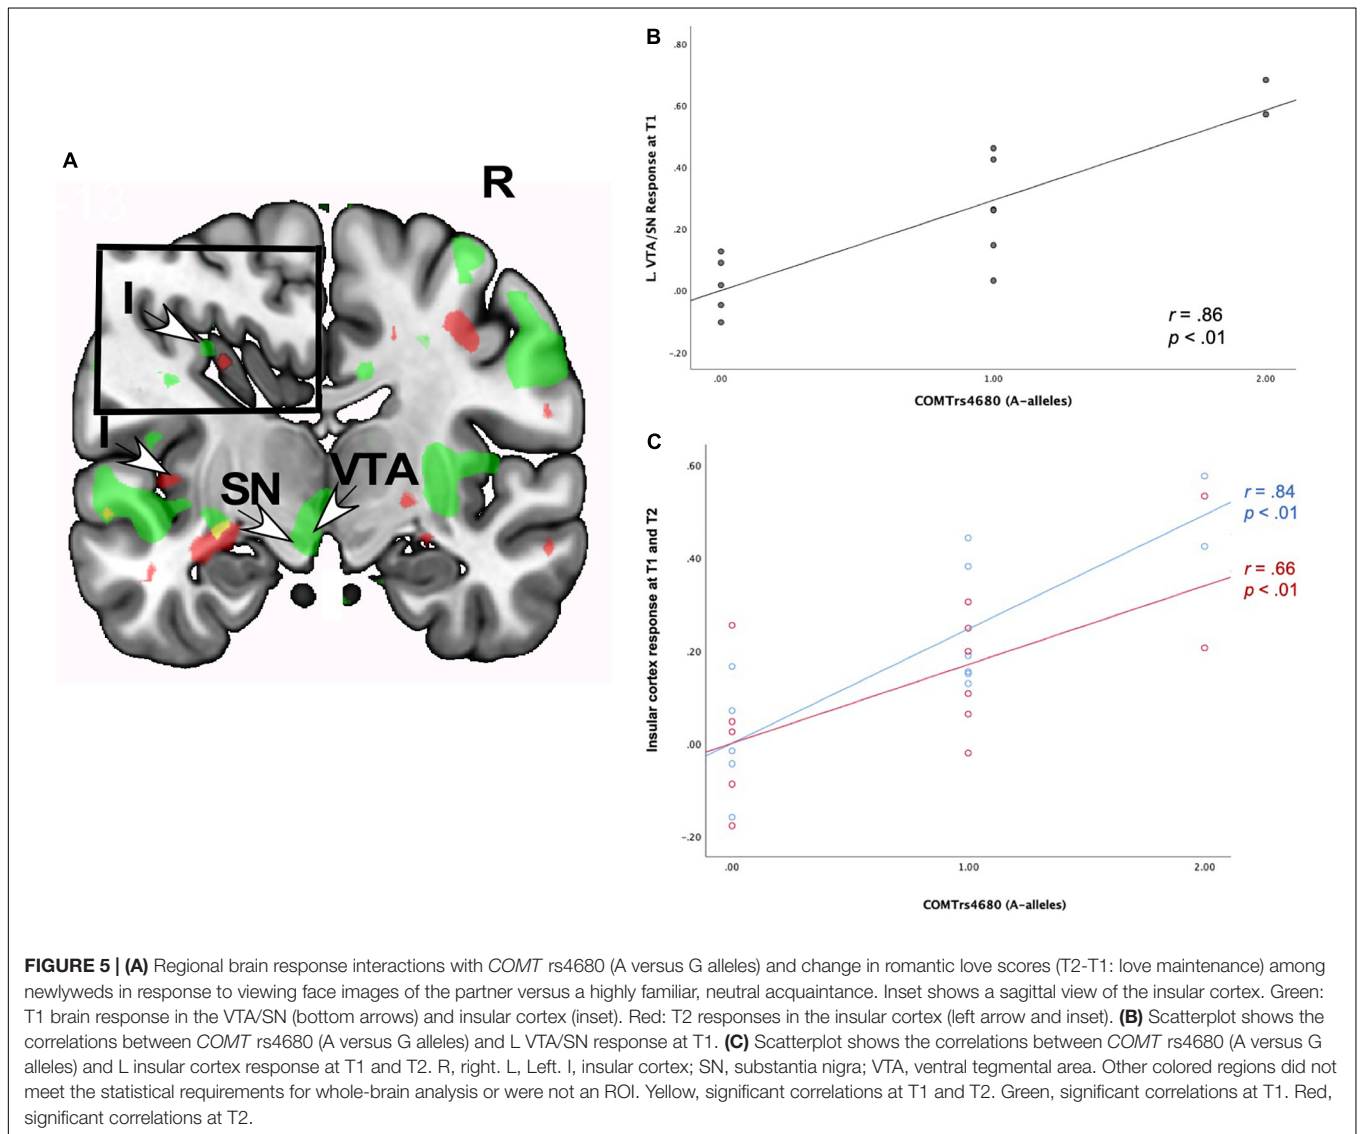 A
R
-13
I
I
SN
VTA
B
.80
.60
.40
.20
.00
-.20
L. VTA/SN Response at T1
r = .86
p < .01
.00 1.00 2.00
COMTrs4680 (A-alleles)
C
.60
.40
.20
.00
-.20
Insular cortex response at T1 and T2
r = .84
p < .01
r = .66
p < .01
.00 1.00 2.00
COMTrs4680 (A-alleles)
FIGURE 5 | (A) Regional brain response interactions with COMT rs4680 (A versus G alleles) and change in romantic love scores (T2-T1: love maintenance) among
newlyweds in response to viewing face images of the partner versus a highly familiar, neutral acquaintance. Inset shows a sagittal view of the insular cortex. Green:
T1 brain response in the VTA/SN (bottom arrows) and insular cortex (inset). Red: T2 responses in the insular cortex (left arrow and inset). (B) Scatterplot shows the
correlations between COMT rs4680 (A versus G alleles) and L VTA/SN response at T1. (C) Scatterplot shows the correlations between COMT rs4680 (A versus G
alleles) and L insular cortex response at T1 and T2. R, right. L, Left. I, insular cortex; SN, substantia nigra; VTA, ventral tegmental area. Other colored regions did not
meet the statistical requirements for whole-brain analysis or were not an ROI. Yellow, significant correlations at T1 and T2. Green, significant correlations at T1. Red,
significant correlations at T2.